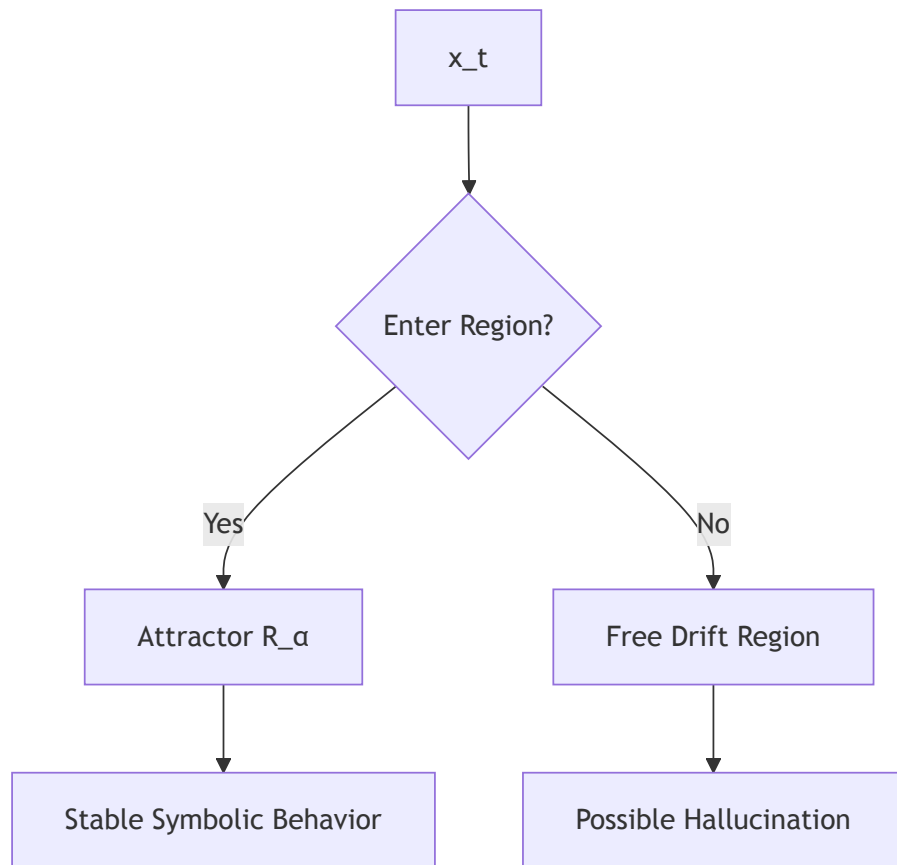 x_t
Enter Region?
Yes
No
Attractor R_α
Free Drift Region
Stable Symbolic Behavior
Possible Hallucination